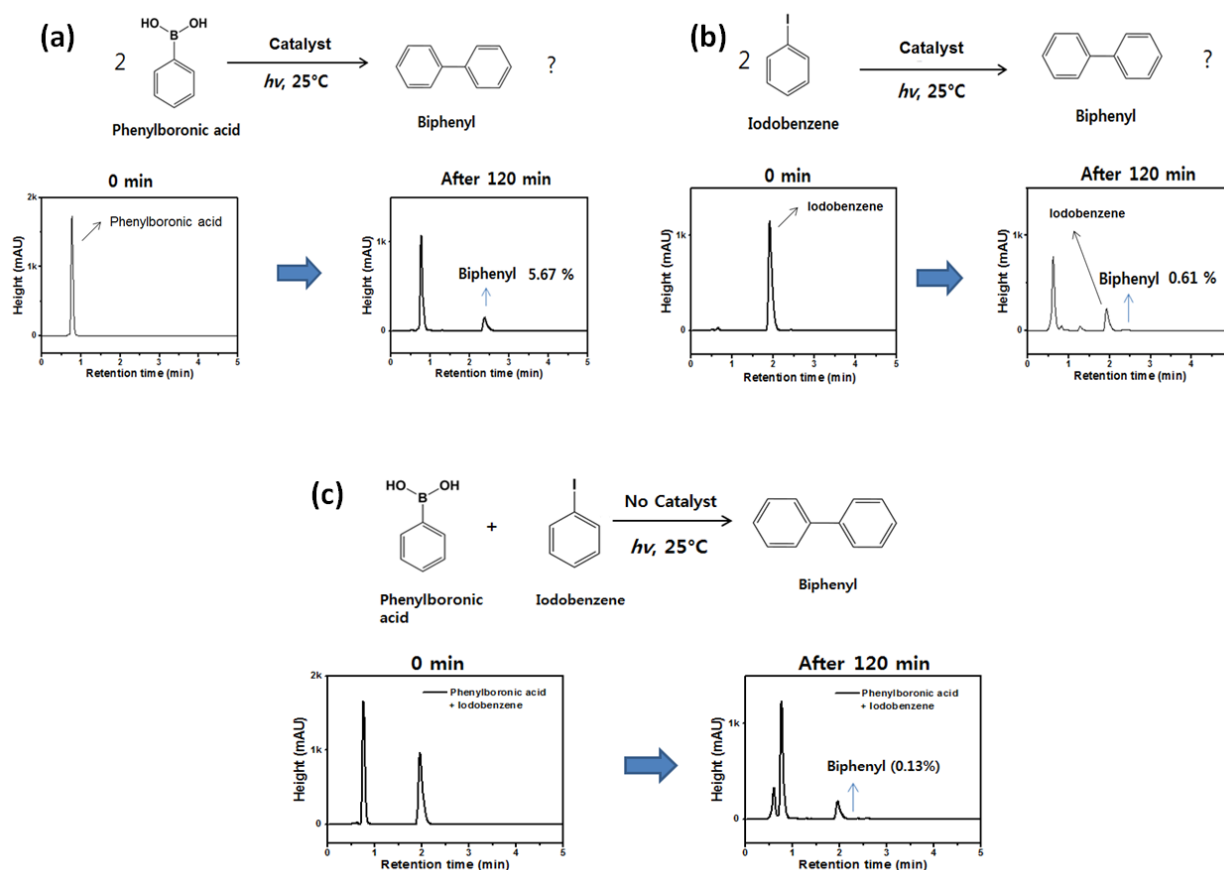 (a)
HO OH
B
2
Catalyst
hv, 25°C
?
Phenylboronic acid
Biphenyl
0 min
2k
1k
0
Height (mAU)
Phenylboronic acid
0 1 2 3 4 5
Retention time (min)
After 120 min
1k
0
Height (mAU)
Biphenyl 5.67 %
0 1 2 3 4 5
Retention time (min)
(b)
I
2
Catalyst
hv, 25°C
?
Iodobenzene
Biphenyl
0 min
1k
0
Height (mAU)
Iodobenzene
0 1 2 3 4 5
Retention time (min)
After 120 min
1k
0
Height (mAU)
Iodobenzene
Biphenyl 0.61 %
0 1 2 3 4
Retention time (min)
(c)
HO OH
B
+
I
No Catalyst
hv, 25°C
Phenylboronic
acid
Iodobenzene
Biphenyl
0 min
2k
1k
0
Height (mAU)
Phenylboronic acid
+ Iodobenzene
0 1 2 3 4 5
Retention time (min)
After 120 min
1k
0
Height (mAU)
Phenylboronic acid
+ Iodobenzene
Biphenyl (0.13%)
0 1 2 3 4 5
Retention time (min)